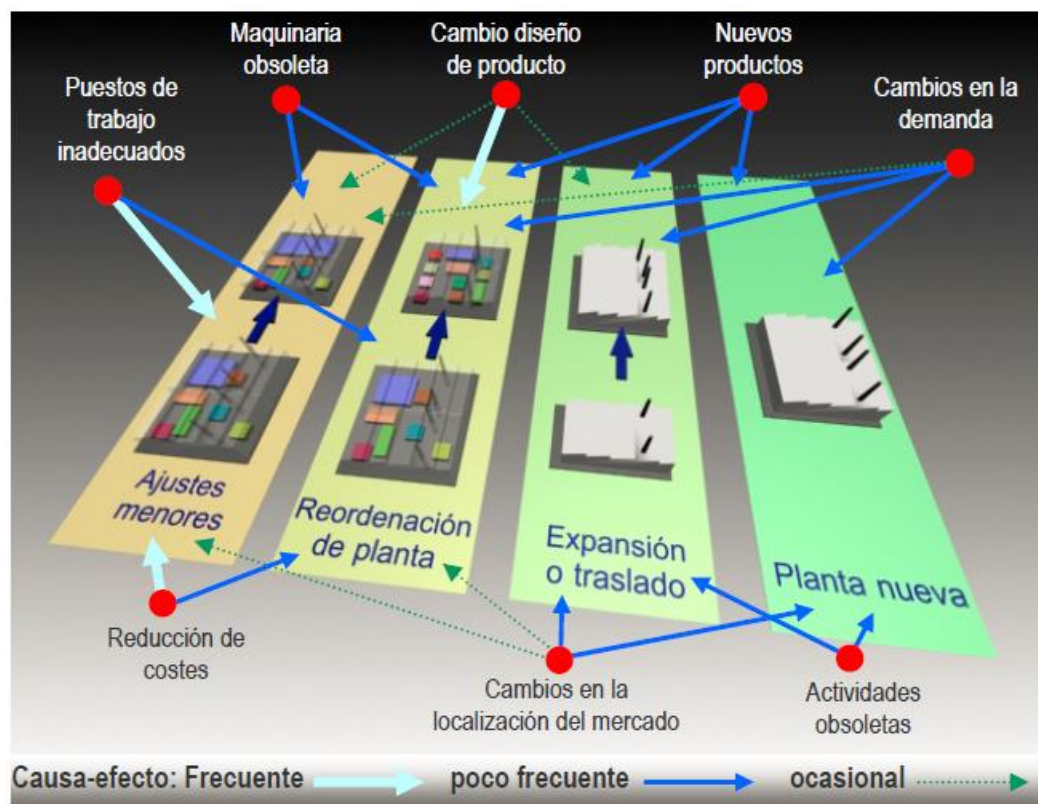 Maquinaria
obsoleta
Cambio diseño
de producto
Nuevos
productos
Puestos de
trabajo
inadecuados
Cambios en la
demanda
Ajustes
menores
Reordenación
de planta
Expansión
o traslado
Planta nueva
Reducción de
costes
Cambios en la
localización del mercado
Actividades
obsoletas
Causa-efecto: Frecuente poco frecuente ocasional